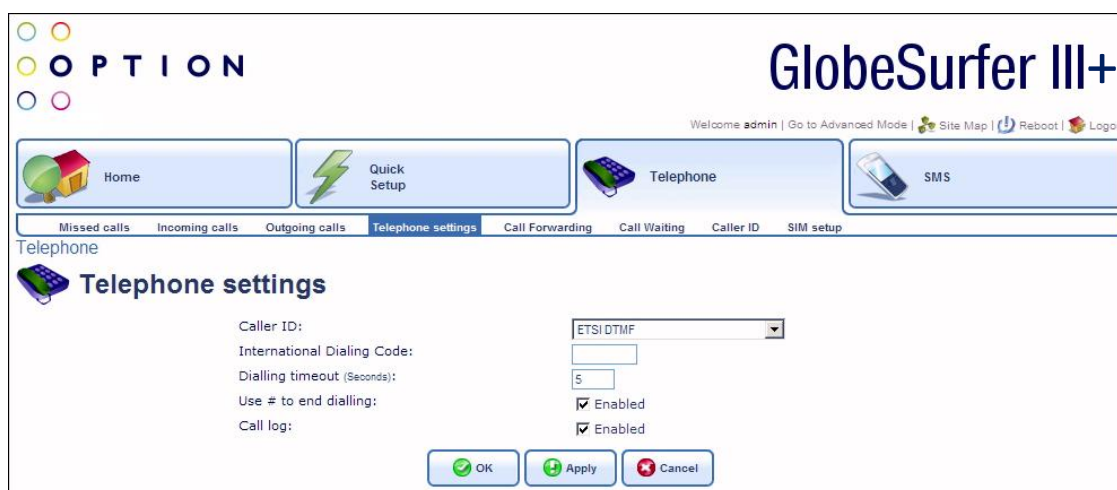 OPTION
GlobeSurfer III+
Welcome admin | Go to Advanced Mode | Site Map | Reboot | Logo
Home
Quick Setup
Telephone
SMS
Missed calls Incoming calls Outgoing calls Telephone settings Call Forwarding Call Waiting Caller ID SIM setup
Telephone
Telephone settings
Caller ID: ETSI DTMF
International Dialing Code:
Dialling timeout (Seconds): 5
Use # to end dialling: Enabled
Call log: Enabled
OK Apply Cancel